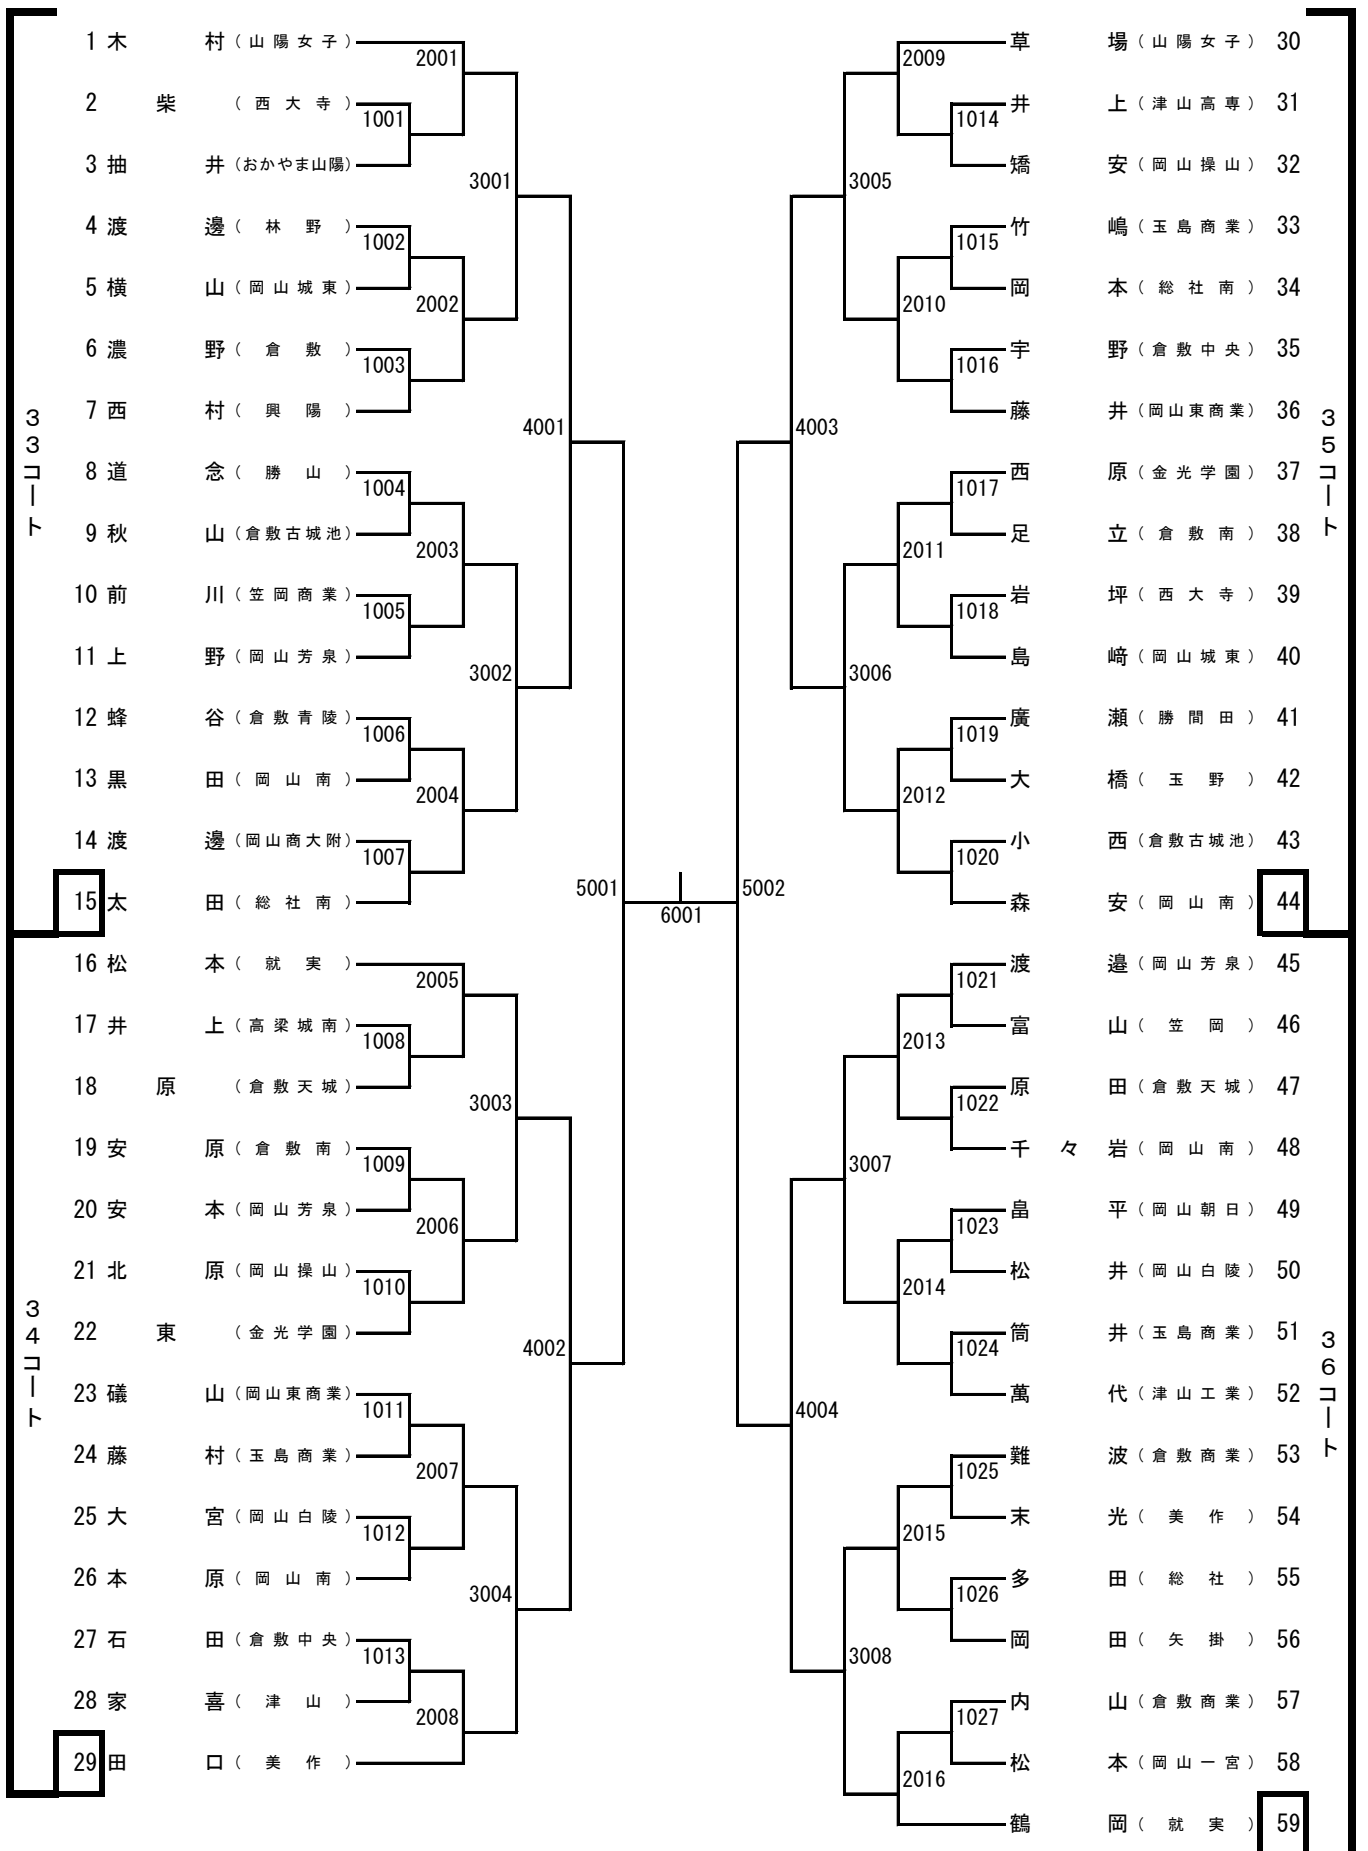 33コート
1 木村（山陽女子）
2 柴（西大寺）
3 抽井（おかやま山陽）
4 渡邊（林野）
5 横山（岡山城東）
6 濃野（倉敷）
7 西村（興陽）
8 道念（勝山）
9 秋山（倉敷古城池）
10 前川（笠岡商業）
11 上野（岡山芳泉）
12 蜂谷（倉敷青陵）
13 黒田（岡山南）
14 渡邊（岡山商大附）
15 太田（総社南）
34コート
16 松本（就実）
17 井上（高梁城南）
18 原（倉敷天城）
19 安原（倉敷南）
20 安本（岡山芳泉）
21 北原（岡山操山）
22 東（金光学園）
23 礒山（岡山東商業）
24 藤村（玉島商業）
25 大宮（岡山白陵）
26 本原（岡山南）
27 石田（倉敷中央）
28 家喜（津山）
29 田口（美作）
1001
1002
1003
1004
1005
1006
1007
1008
1009
1010
1011
1012
1013
2001
2002
2003
2004
2005
2006
2007
2008
3001
3002
3003
3004
4001
4002
5001
6001
5002
4003
4004
3005
3006
3007
3008
2009
2010
2011
2012
2013
2014
2015
2016
1014
1015
1016
1017
1018
1019
1020
1021
1022
1023
1024
1025
1026
1027
35コート
草場（山陽女子） 30
井上（津山高専） 31
矯安（岡山操山） 32
竹嶋（玉島商業） 33
岡本（総社南） 34
宇野（倉敷中央） 35
藤井（岡山東商業） 36
西原（金光学園） 37
足立（倉敷南） 38
岩坪（西大寺） 39
島﨑（岡山城東） 40
廣瀬（勝間田） 41
大橋（玉野） 42
小西（倉敷古城池） 43
森安（岡山南） 44
36コート
渡邉（岡山芳泉） 45
富山（笠岡） 46
原田（倉敷天城） 47
千々岩（岡山南） 48
畠平（岡山朝日） 49
松井（岡山白陵） 50
筒井（玉島商業） 51
萬代（津山工業） 52
難波（倉敷商業） 53
末光（美作） 54
多田（総社） 55
岡田（矢掛） 56
内山（倉敷商業） 57
松本（岡山一宮） 58
鶴岡（就実） 59